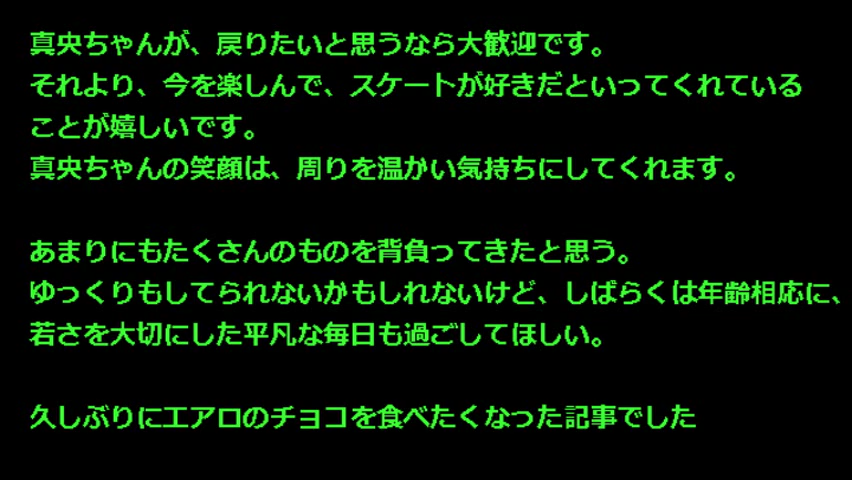 真央ちゃんが、戻りたいと思うなら大歓迎です。
それより、今を楽しんで、スケートが好きだといってくれている
ことが嬉しいです。
真央ちゃんの笑顔は、周りを温かい気持ちにしてくれます。
あまりにもたくさんのものを背負ってきたと思う。
ゆっくりもしてられないかもしれないけど、しばらくは年齢相応に、
若さを大切にした平凡な毎日も過ごしてほしい。
久しぶりにエアロのチョコを食べたくなった記事でした